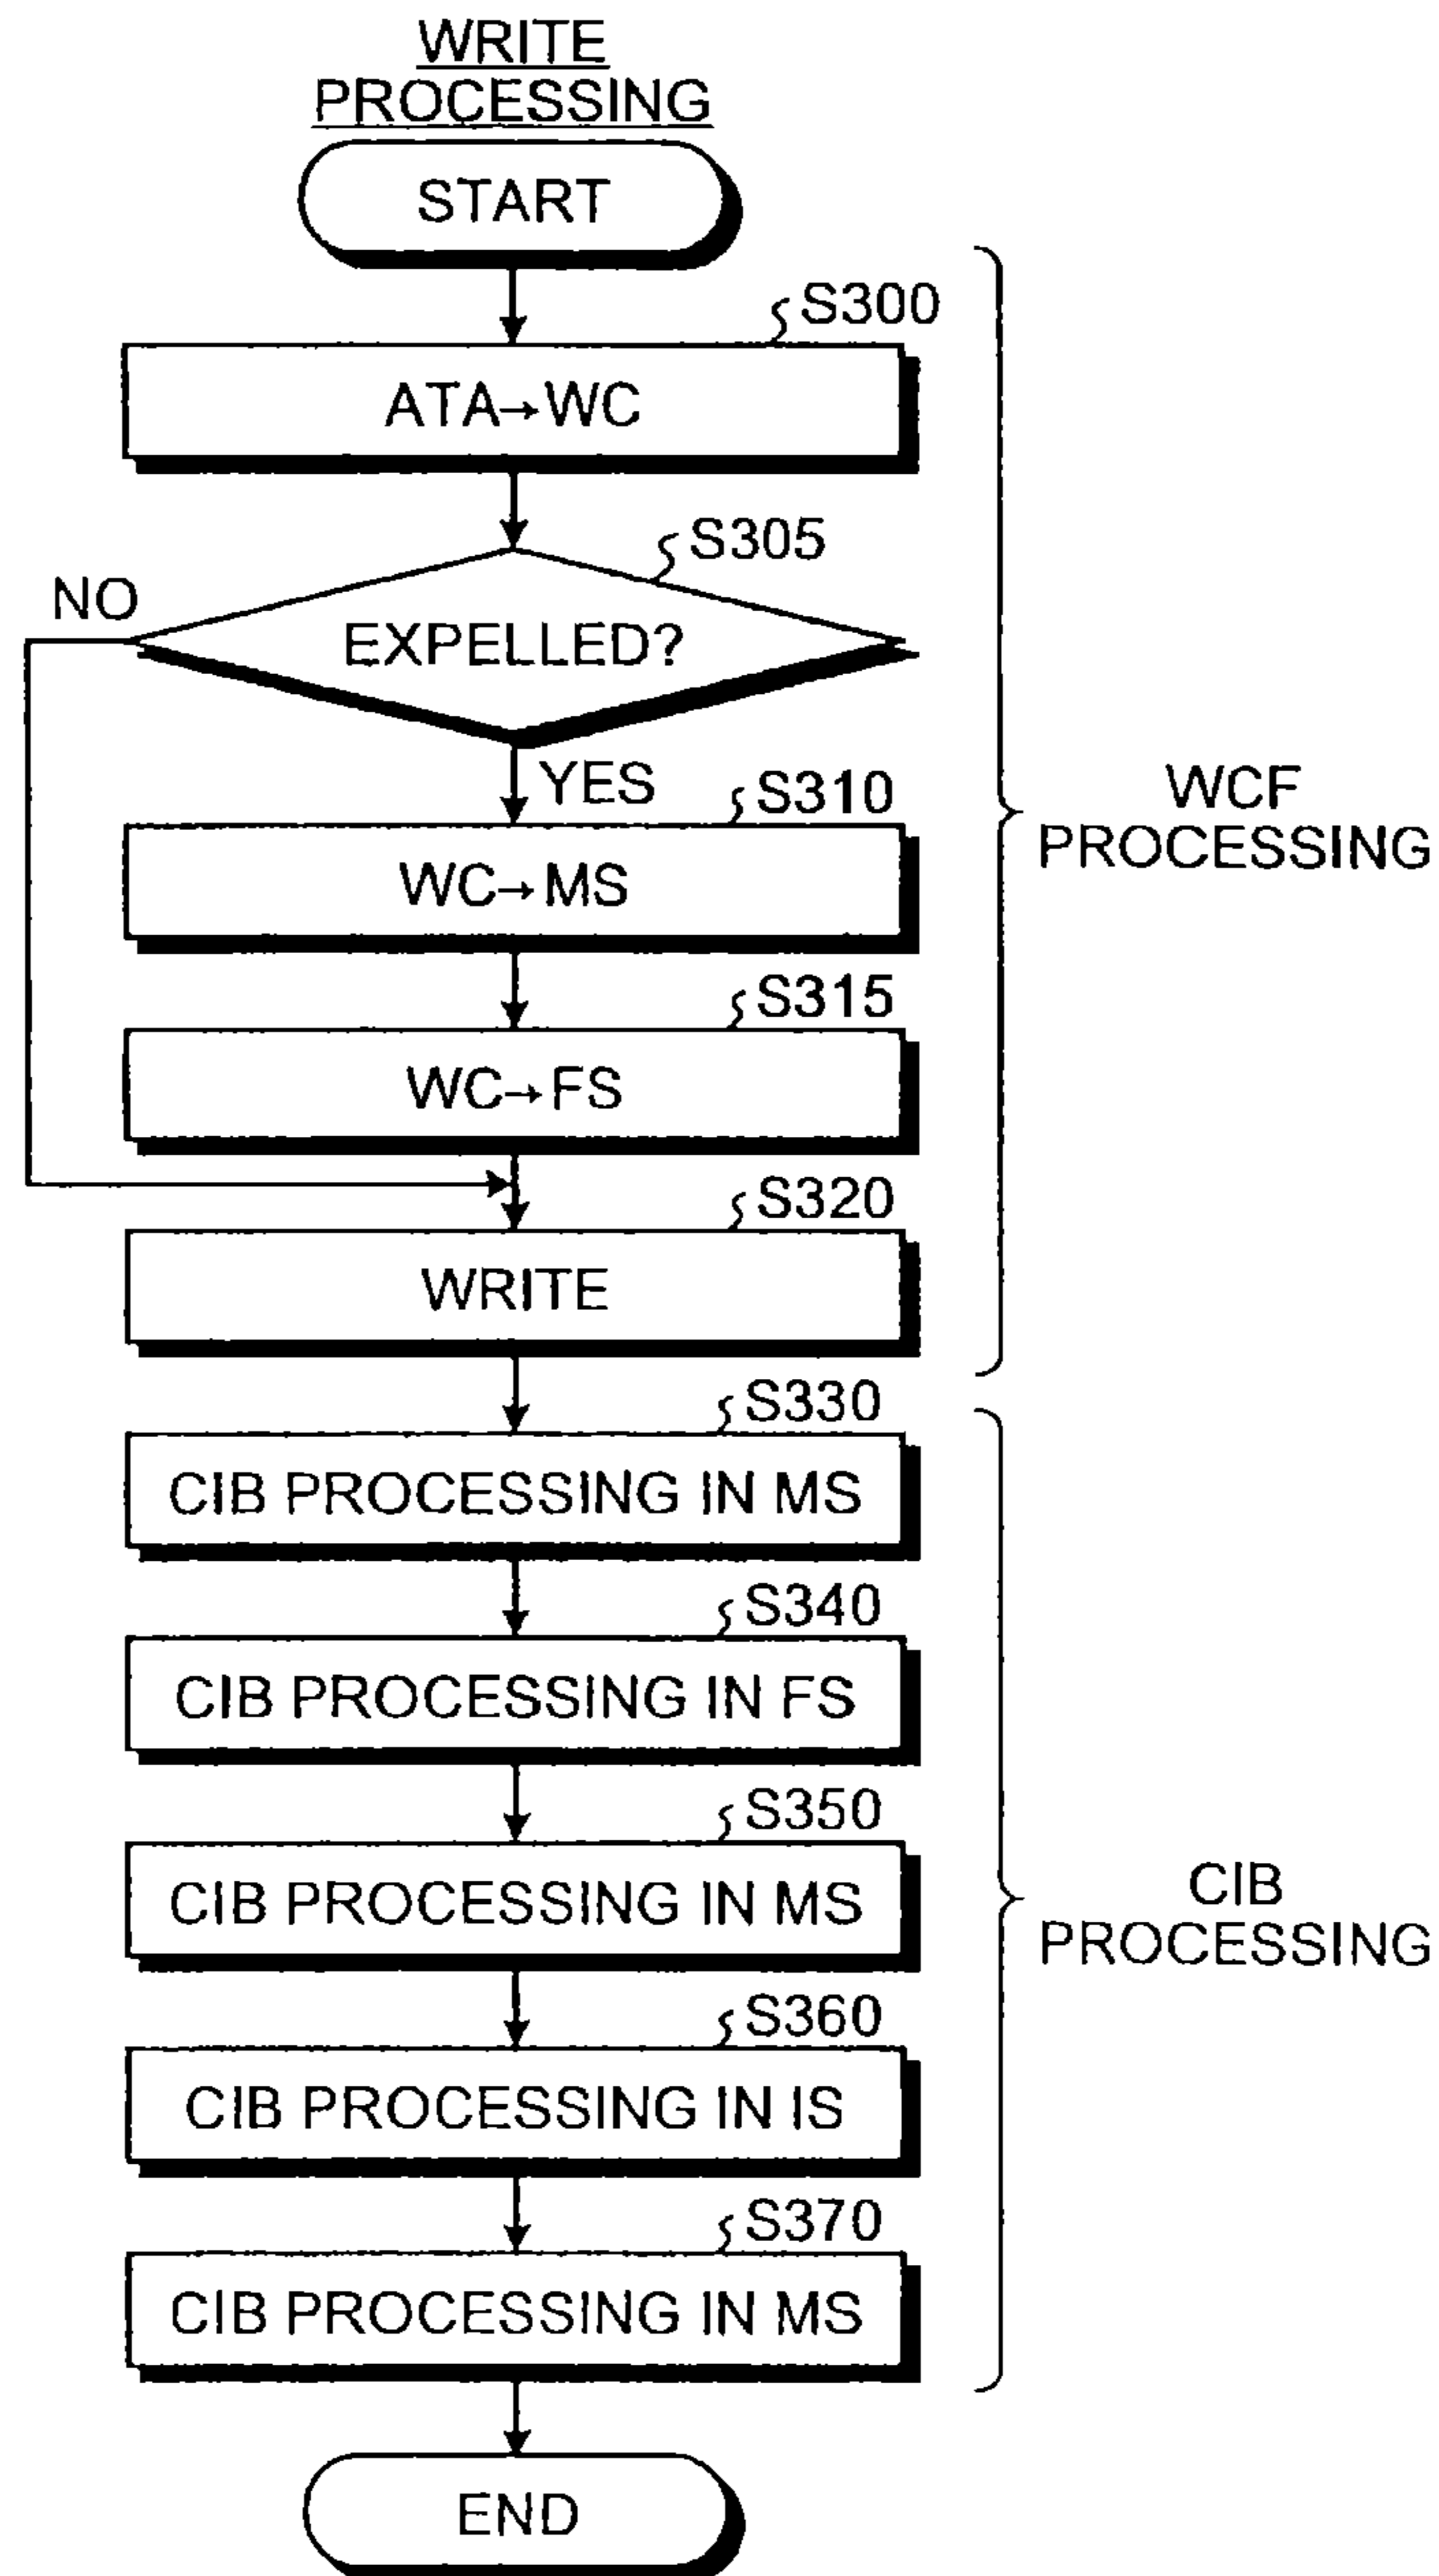 WRITE
PROCESSING
START
S300
ATA→WC
S305
NO
EXPELLED?
YES
S310
WC→MS
WCF
PROCESSING
S315
WC→FS
S320
WRITE
S330
CIB PROCESSING IN MS
S340
CIB PROCESSING IN FS
S350
CIB PROCESSING IN MS
CIB
PROCESSING
S360
CIB PROCESSING IN IS
S370
CIB PROCESSING IN MS
END